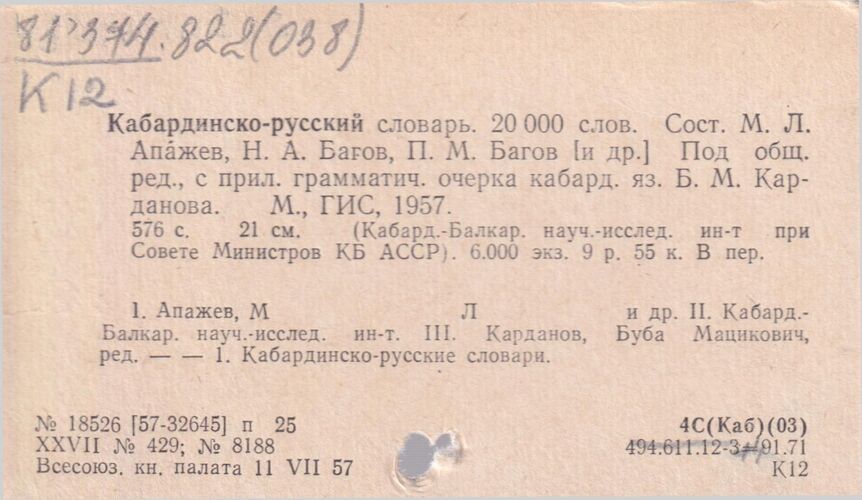 81'374.822(038)
К12
Кабардинско-русский словарь. 20 000 слов. Сост. М. Л.
Апáжев, Н. А. Багов, П. М. Багов [и др.] Под общ.
ред., с прил. грамматич. очерка кабард. яз. Б. М. Кар-
данова. М., ГИС, 1957.
576 с. 21 см. (Кабард.-Балкар. науч.-исслед. ин-т при
Совете Министров КБ АССР). 6.000 экз. 9 р. 55 к. В пер.
1. Апажев, М Л и др. II. Кабард.-
Балкар. науч.-исслед. ин-т. III. Карданов, Буба Мацикович,
ред. — — 1. Кабардинско-русские словари.
№ 18526 [57-32645] п 25 4С(Каб)(03)
XXVII № 429; № 8188 494.611.12-3=91.71
Всесоюз. кн. палата 11 VII 57 К12